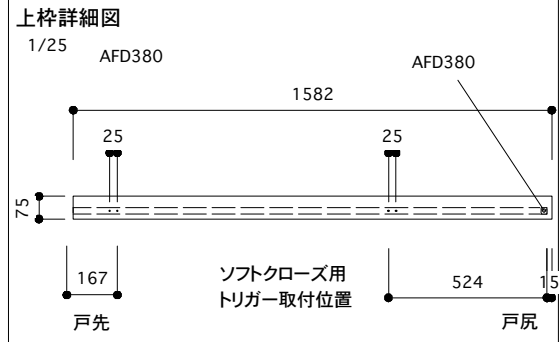 上枠詳細図
1/25
AFD380
AFD380
1582
25
25
75
167
ソフトクローズ用
トリガー取付位置
524
15
戸先
戸尻